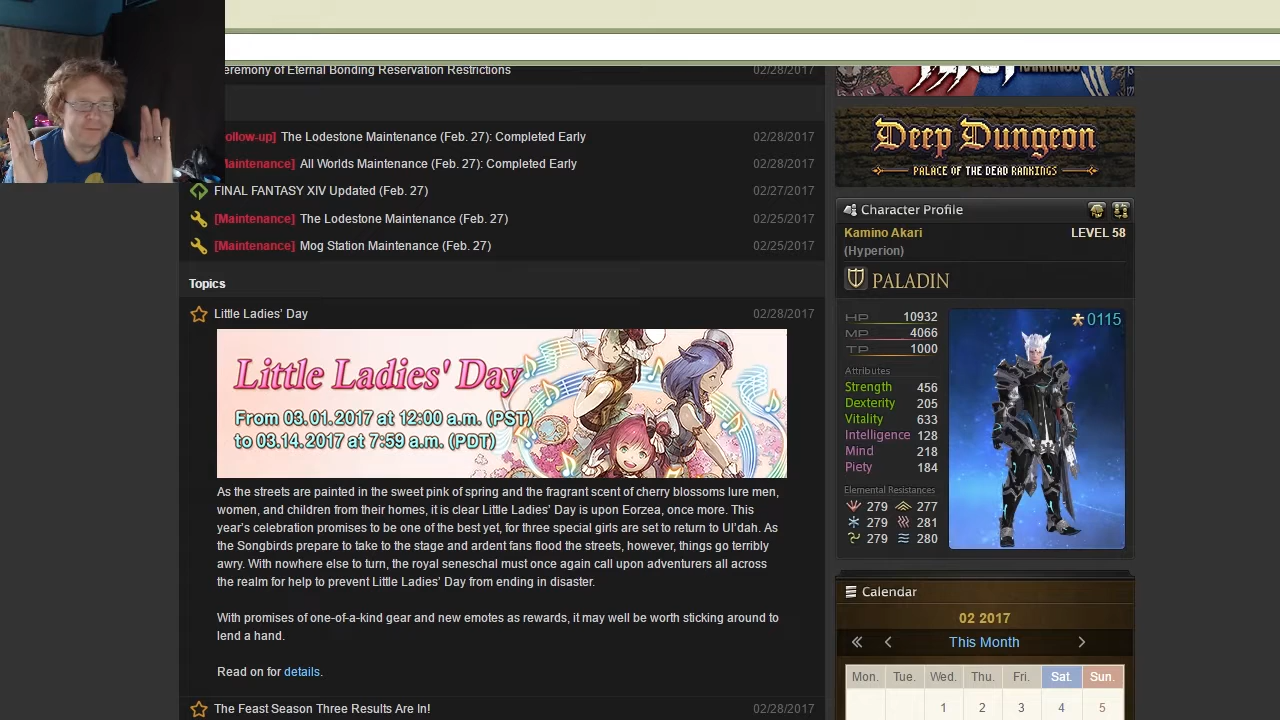 eremony of Eternal Bonding Reservation Restrictions 02/28/2017
ollow-up] The Lodestone Maintenance (Feb. 27): Completed Early 02/28/2017
Maintenance] All Worlds Maintenance (Feb. 27): Completed Early 02/28/2017
FINAL FANTASY XIV Updated (Feb. 27) 02/27/2017
[Maintenance] The Lodestone Maintenance (Feb. 27) 02/25/2017
[Maintenance] Mog Station Maintenance (Feb. 27) 02/25/2017
Topics
Little Ladies' Day 02/28/2017
Little Ladies' Day
From 03.01.2017 at 12:00 a.m. (PST)
to 03.14.2017 at 7:59 a.m. (PDT)
As the streets are painted in the sweet pink of spring and the fragrant scent of cherry blossoms lure men,
women, and children from their homes, it is clear Little Ladies' Day is upon Eorzea, once more. This
year's celebration promises to be one of the best yet, for three special girls are set to return to Ul'dah. As
the Songbirds prepare to take to the stage and ardent fans flood the streets, however, things go terribly
awry. With nowhere else to turn, the royal seneschal must once again call upon adventurers all across
the realm for help to prevent Little Ladies' Day from ending in disaster.
With promises of one-of-a-kind gear and new emotes as rewards, it may well be worth sticking around to
lend a hand.
Read on for details.
The Feast Season Three Results Are In! 02/28/2017
RANKINGS
Deep Dungeon
PALACE OF THE DEAD RANKINGS
Character Profile
Kamino Akari LEVEL 58
(Hyperion)
PALADIN
HP 10932
MP 4066
TP 1000
0115
Attributes
Strength 456
Dexterity 205
Vitality 633
Intelligence 128
Mind 218
Piety 184
Elemental Resistances
279 277
279 281
279 280
Calendar
02 2017
This Month
Mon. Tue. Wed. Thu. Fri. Sat. Sun.
1 2 3 4 5